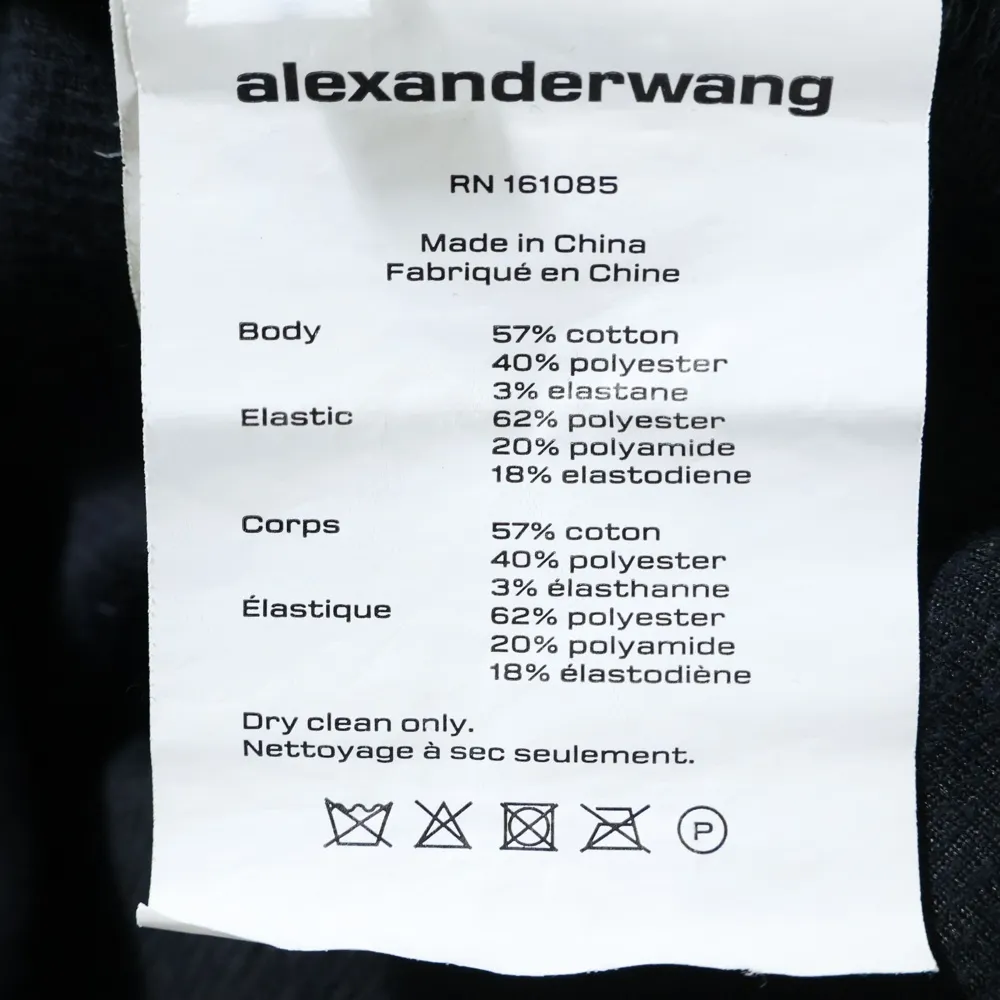 alexanderwang
RN 161085
Made in China
Fabriqué en Chine
Body 57% cotton
40% polyester
3% elastane
Elastic 62% polyester
20% polyamide
18% elastodiene
Corps 57% coton
40% polyester
3% élasthanne
Élastique 62% polyester
20% polyamide
18% élastodiène
Dry clean only.
Nettoyage à sec seulement.
P